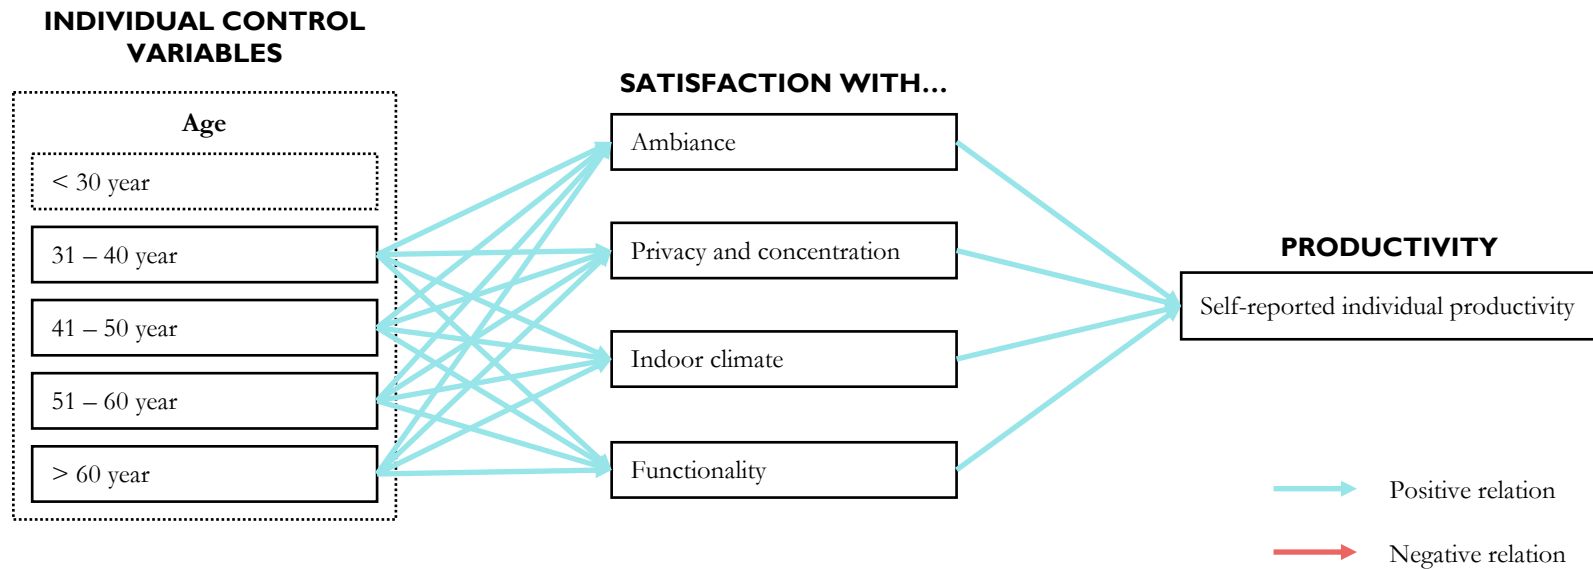 INDIVIDUAL CONTROL
VARIABLES
Age
< 30 year
31 – 40 year
41 – 50 year
51 – 60 year
> 60 year
SATISFACTION WITH…
Ambiance
Privacy and concentration
Indoor climate
Functionality
PRODUCTIVITY
Self-reported individual productivity
Positive relation
Negative relation